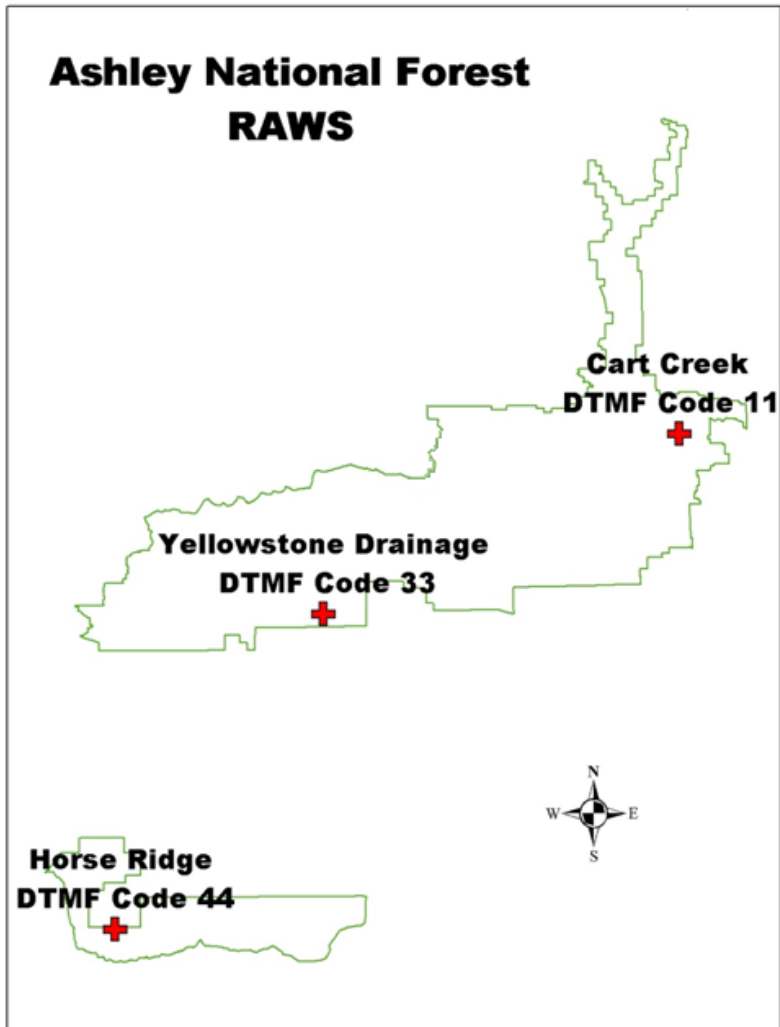 Ashley National Forest
RAWS
Cart Creek
DTMF Code 11
Yellowstone Drainage
DTMF Code 33
N
W
E
S
Horse Ridge
DTMF Code 44